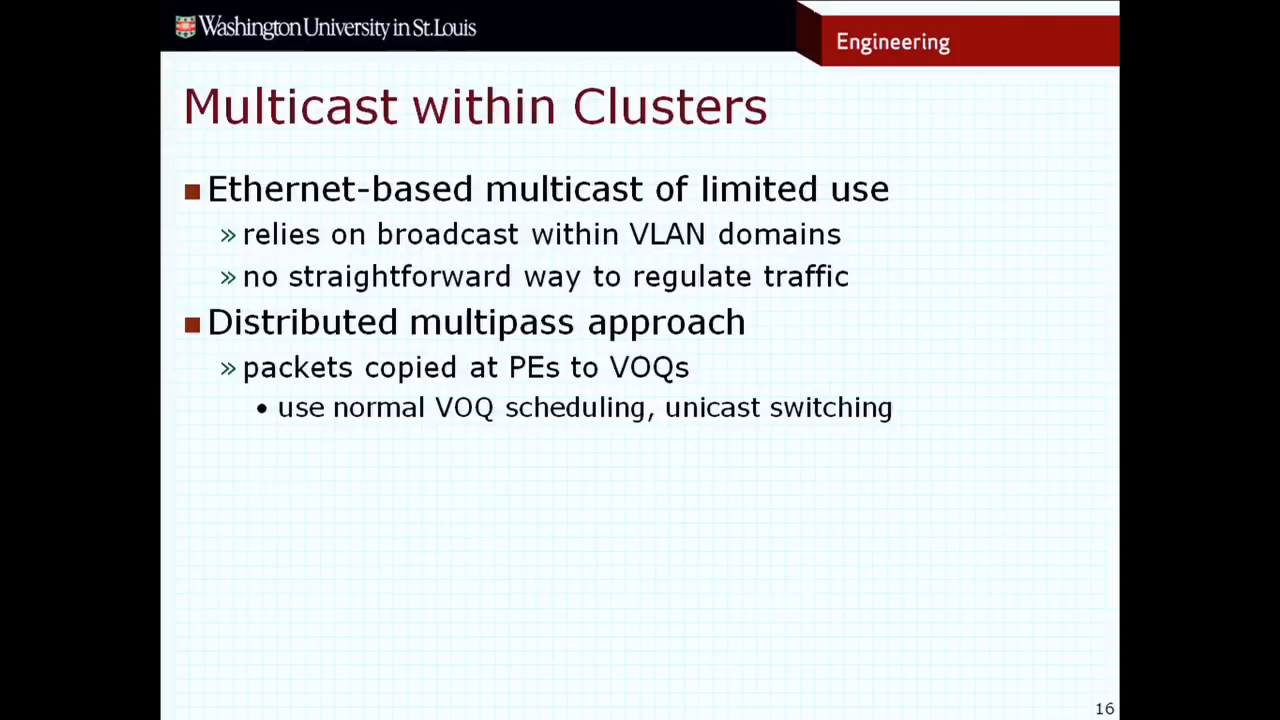 Washington University in St. Louis
Engineering
Multicast within Clusters
■ Ethernet-based multicast of limited use
» relies on broadcast within VLAN domains
» no straightforward way to regulate traffic
■ Distributed multipass approach
» packets copied at PEs to VOQs
• use normal VOQ scheduling, unicast switching
16